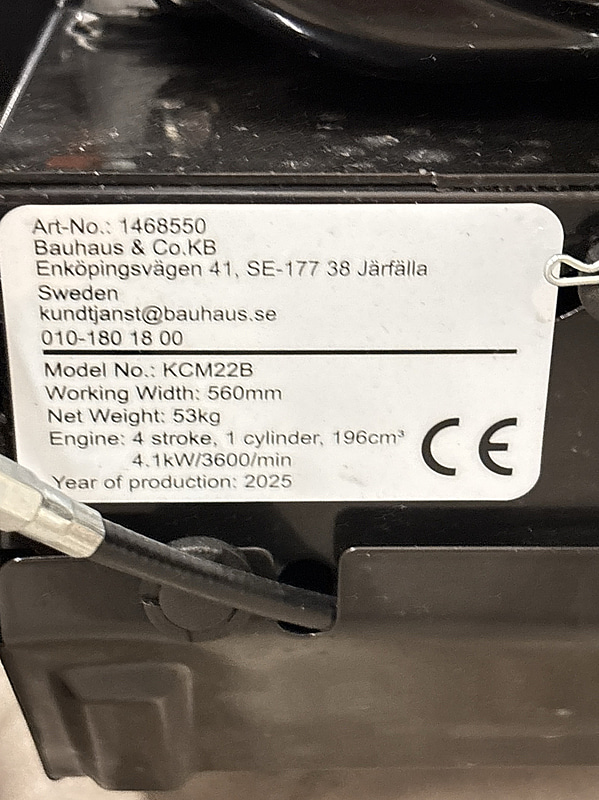 Art-No.: 1468550
Bauhaus & Co.KB
Enköpingsvägen 41, SE-177 38 Järfälla
Sweden
kundtjanst@bauhaus.se
010-180 18 00
Model No.: KCM22B
Working Width: 560mm
Net Weight: 53kg
Engine: 4 stroke, 1 cylinder, 196cm³
4.1kW/3600/min
Year of production: 2025
CE